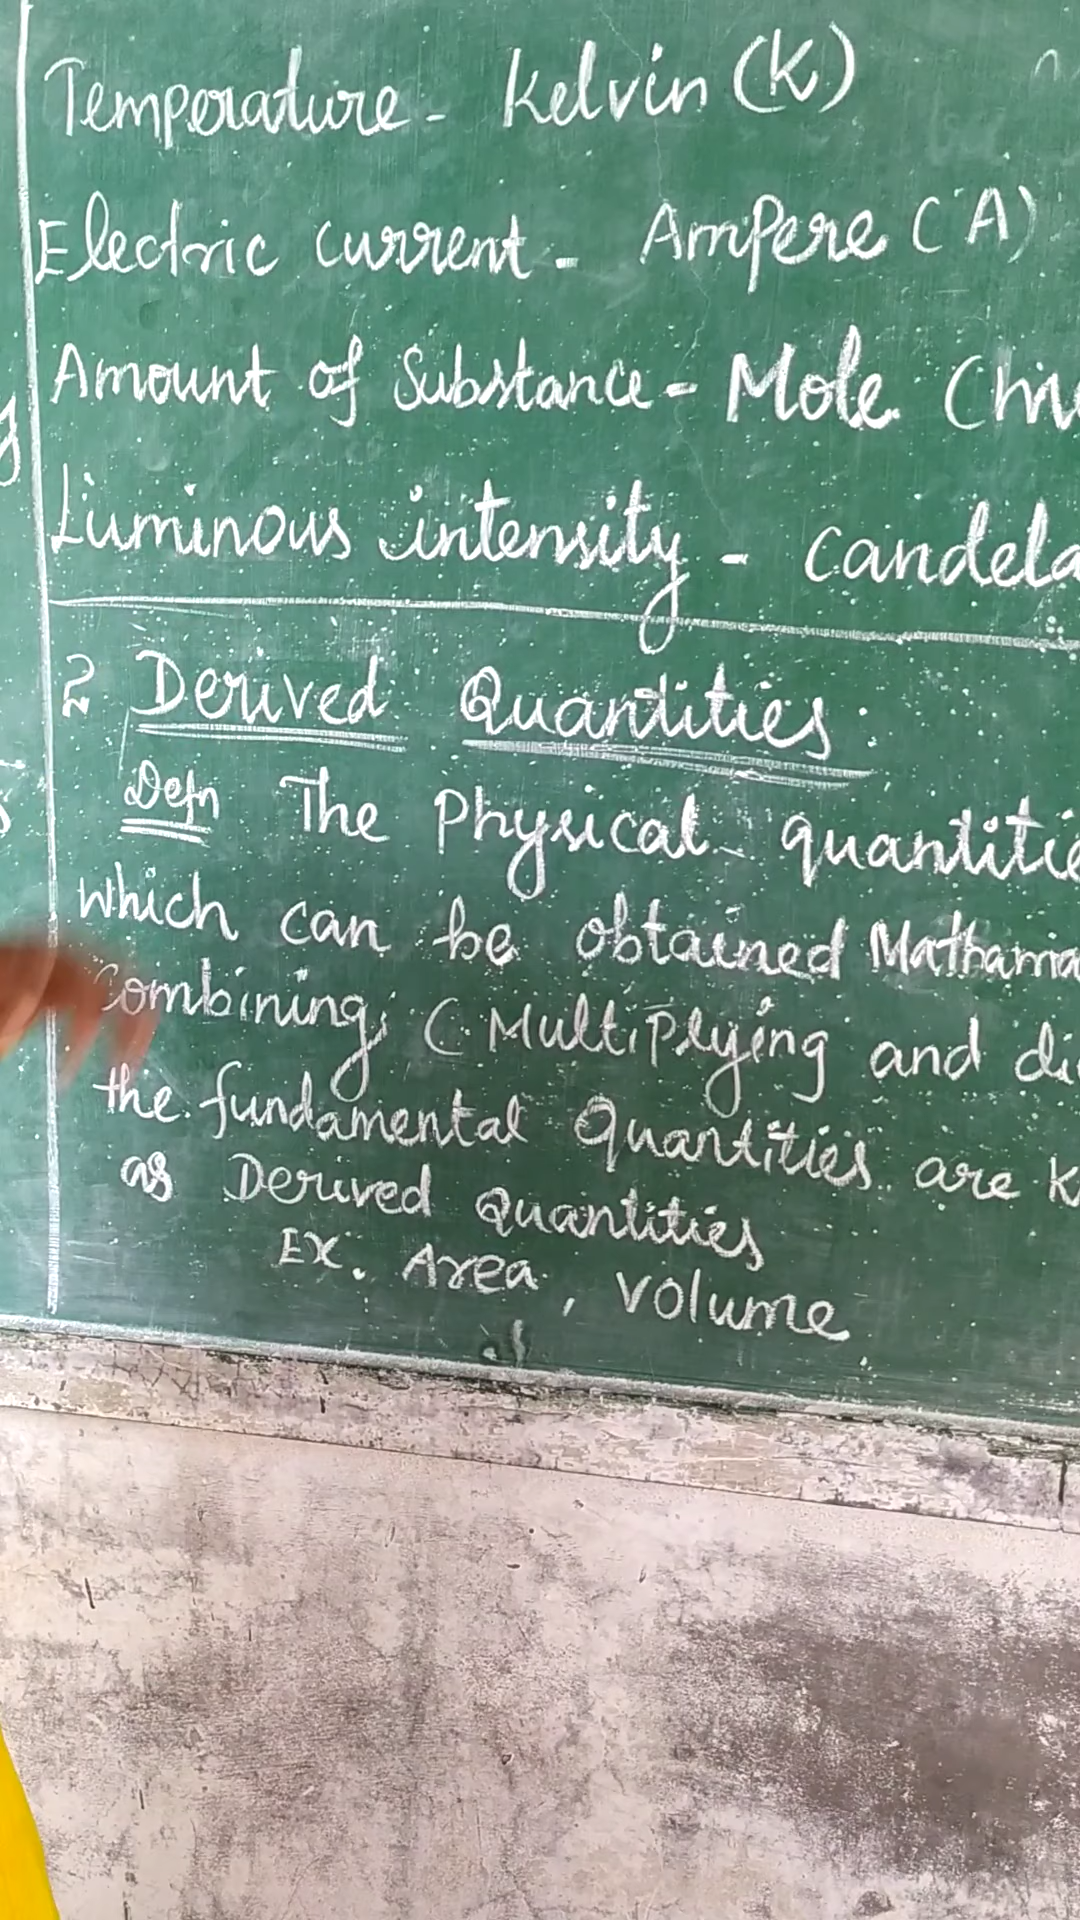 Temperature - Kelvin (K)
Electric current - Ampere (A)
Amount of Substance - Mole (
Luminous intensity - candela
2 Derived Quantities:
Defn The Physical quantitie
which can be obtained Mathama
Combining, (Multiplying and di
the fundamental Quantities are K
as Derived Quantities
Ex. Area, Volume